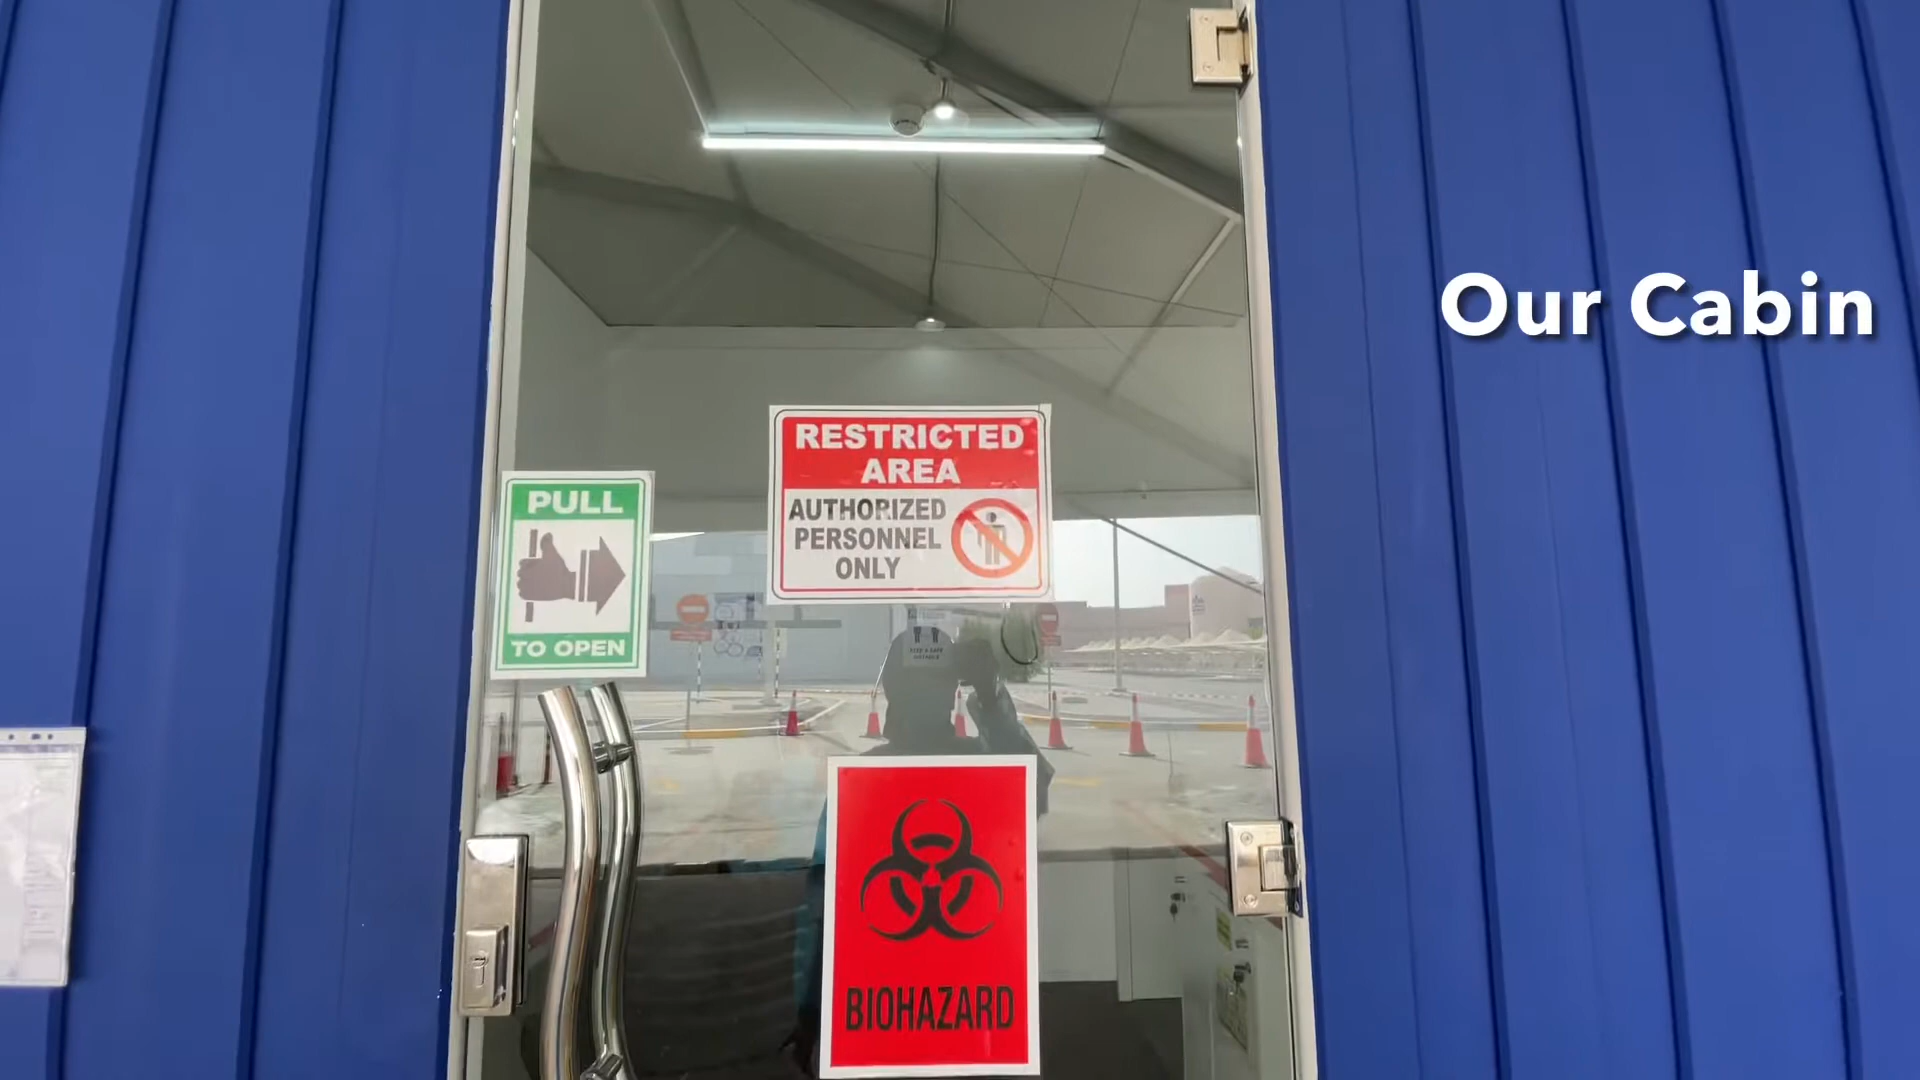 Our Cabin
RESTRICTED
AREA
AUTHORIZED
PERSONNEL
ONLY
PULL
TO OPEN
BIOHAZARD